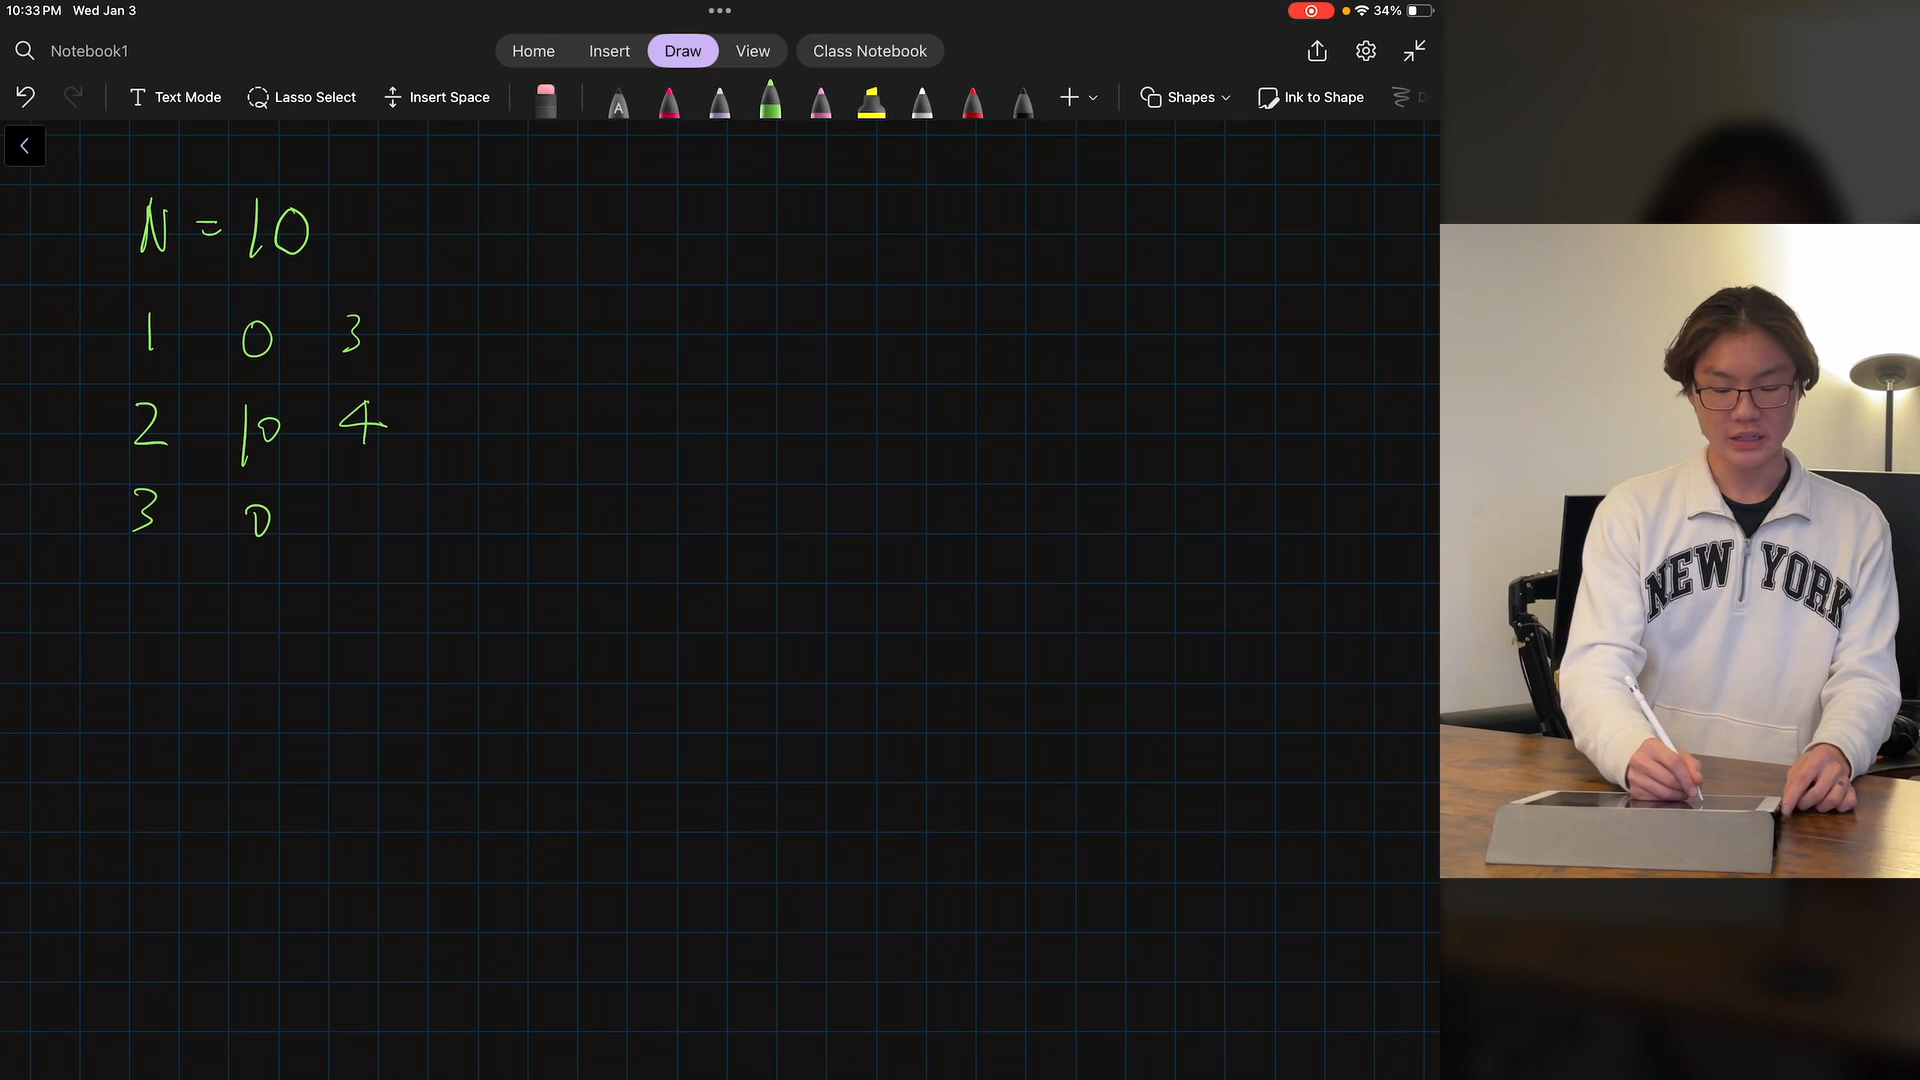 10:33 PM Wed Jan 3 34%
Notebook1 Home Insert Draw View Class Notebook
T Text Mode Lasso Select Insert Space A Shapes Ink to Shape D
N = 10
1 0 3
2 10 4
3 0
NEW YORK